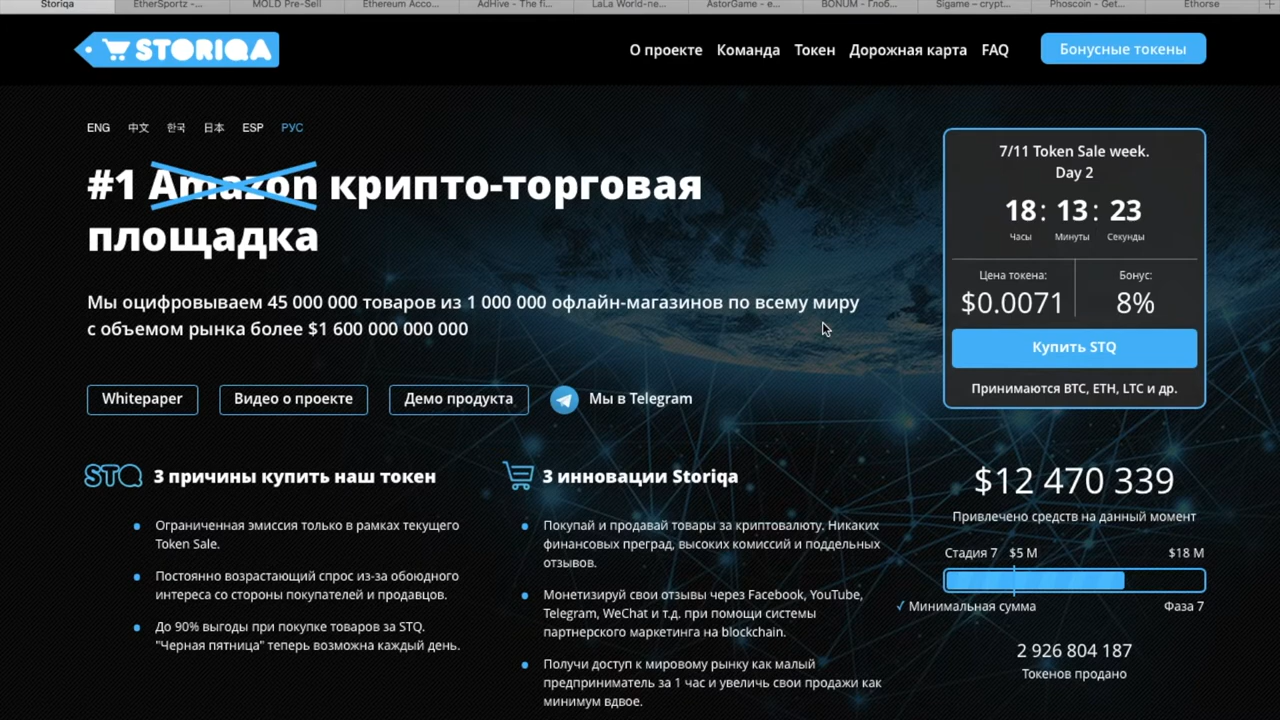 Storiqa
EtherSportz -...
MOLD Pre-Sell
Ethereum Acco...
AdHive - The fi...
LaLa World-ne...
AstorGame - e...
BONUM - Глоб...
Sigame – crypt...
Phoscoin - Get...
Ethorse
STORIQA
О проекте Команда Токен Дорожная карта FAQ
Бонусные токены
ENG 中文 한국 日本 ESP РУС
#1 Amazon крипто-торговая
площадка
Мы оцифровываем 45 000 000 товаров из 1 000 000 офлайн-магазинов по всему миру
с объемом рынка более $1 600 000 000 000
Whitepaper
Видео о проекте
Демо продукта
Мы в Telegram
7/11 Token Sale week.
Day 2
18 : 13 : 23
Часы Минуты Секунды
Цена токена:
$0.0071
Бонус:
8%
Купить STQ
Принимаются BTC, ETH, LTC и др.
STQ 3 причины купить наш токен
Ограниченная эмиссия только в рамках текущего
Token Sale.
Постоянно возрастающий спрос из-за обоюдного
интереса со стороны покупателей и продавцов.
До 90% выгоды при покупке товаров за STQ.
"Черная пятница" теперь возможна каждый день.
3 инновации Storiqa
Покупай и продавай товары за криптовалюту. Никаких
финансовых преград, высоких комиссий и поддельных
отзывов.
Монетизируй свои отзывы через Facebook, YouTube,
Telegram, WeChat и т.д. при помощи системы
партнерского маркетинга на blockchain.
Получи доступ к мировому рынку как малый
предприниматель за 1 час и увеличь свои продажи как
минимум вдвое.
$12 470 339
Привлечено средств на данный момент
Стадия 7 $5 M $18 M
✓ Минимальная сумма Фаза 7
2 926 804 187
Токенов продано